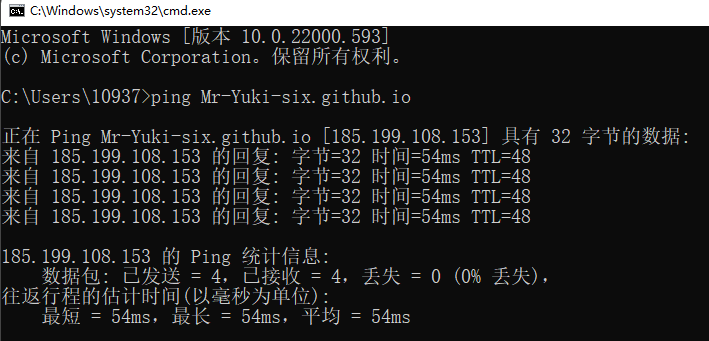 C:\Windows\system32\cmd.exe
Microsoft Windows [版本 10.0.22000.593]
(c) Microsoft Corporation。保留所有权利。
C:\Users\10937>ping Mr-Yuki-six.github.io
正在 Ping Mr-Yuki-six.github.io [185.199.108.153] 具有 32 字节的数据:
来自 185.199.108.153 的回复: 字节=32 时间=54ms TTL=48
来自 185.199.108.153 的回复: 字节=32 时间=54ms TTL=48
来自 185.199.108.153 的回复: 字节=32 时间=54ms TTL=48
来自 185.199.108.153 的回复: 字节=32 时间=54ms TTL=48
185.199.108.153 的 Ping 统计信息:
数据包: 已发送 = 4，已接收 = 4，丢失 = 0 (0% 丢失)，
往返行程的估计时间(以毫秒为单位):
最短 = 54ms，最长 = 54ms，平均 = 54ms